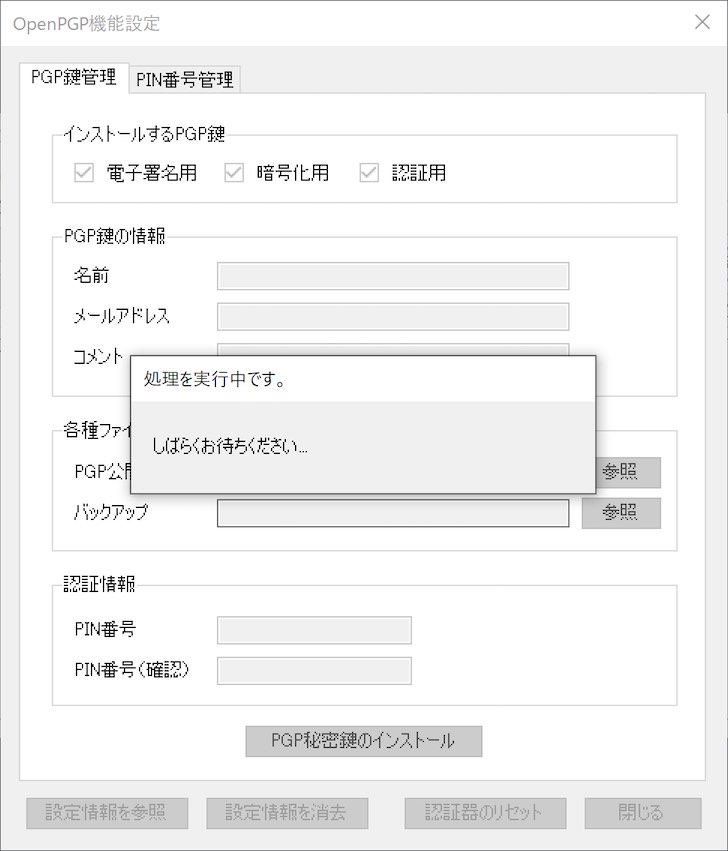 OpenPGP機能設定
PGP鍵管理 PIN番号管理
インストールするPGP鍵
電子署名用 暗号化用 認証用
PGP鍵の情報
名前
メールアドレス
コメント
処理を実行中です。
しばらくお待ちください...
各種ファイ
PGP公開
参照
バックアップ 参照
認証情報
PIN番号
PIN番号(確認)
PGP秘密鍵のインストール
設定情報を参照 設定情報を消去 認証器のリセット 閉じる